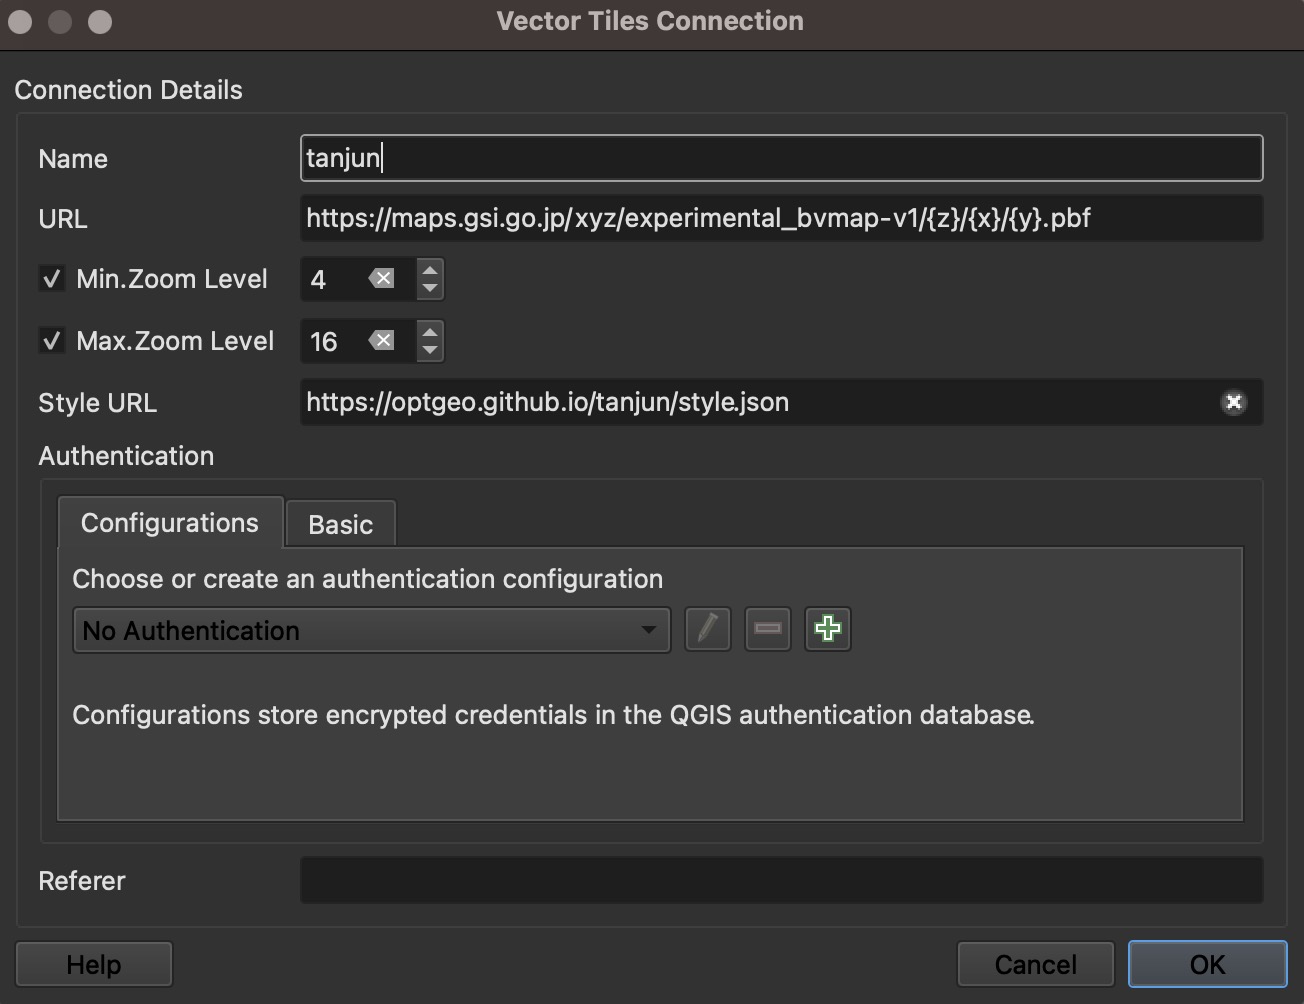 Vector Tiles Connection
Connection Details
Name tanjun
URL https://maps.gsi.go.jp/xyz/experimental_bvmap-v1/{z}/{x}/{y}.pbf
Min.Zoom Level 4
Max.Zoom Level 16
Style URL https://optgeo.github.io/tanjun/style.json
Authentication
Configurations Basic
Choose or create an authentication configuration
No Authentication
Configurations store encrypted credentials in the QGIS authentication database.
Referer
Help Cancel OK